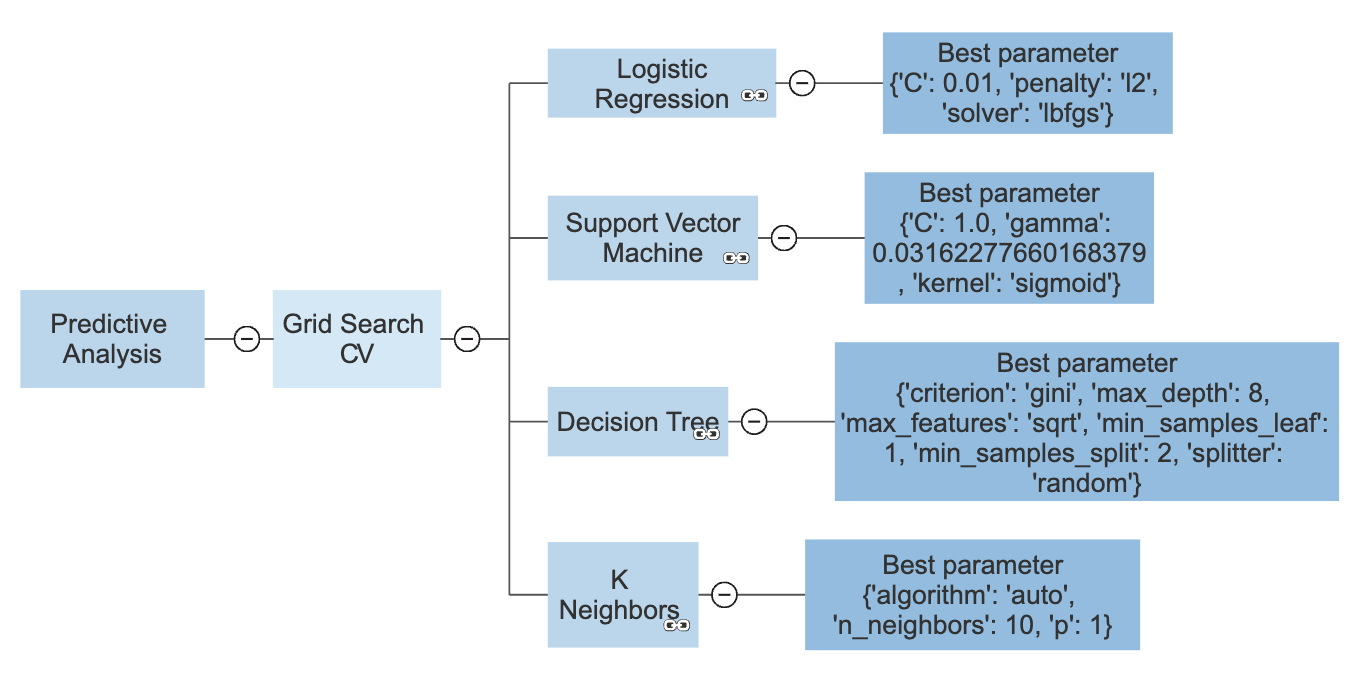 Predictive
Analysis
Grid Search
CV
Logistic
Regression
Best parameter
{'C': 0.01, 'penalty': 'l2',
'solver': 'lbfgs'}
Support Vector
Machine
Best parameter
{'C': 1.0, 'gamma':
0.03162277660168379
, 'kernel': 'sigmoid'}
Decision Tree
Best parameter
{'criterion': 'gini', 'max_depth': 8,
'max_features': 'sqrt', 'min_samples_leaf':
1, 'min_samples_split': 2, 'splitter':
'random'}
K
Neighbors
Best parameter
{'algorithm': 'auto',
'n_neighbors': 10, 'p': 1}